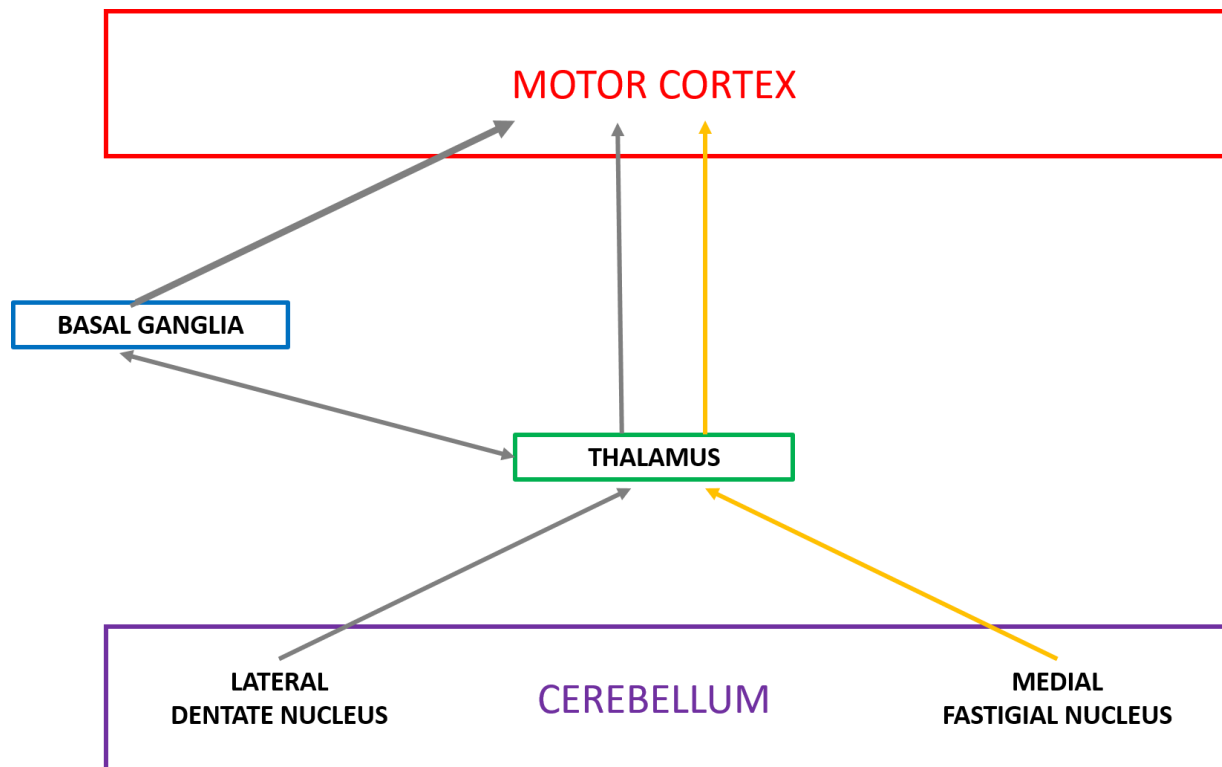 MOTOR CORTEX
BASAL GANGLIA
THALAMUS
LATERAL
DENTATE NUCLEUS
CEREBELLUM
MEDIAL
FASTIGIAL NUCLEUS